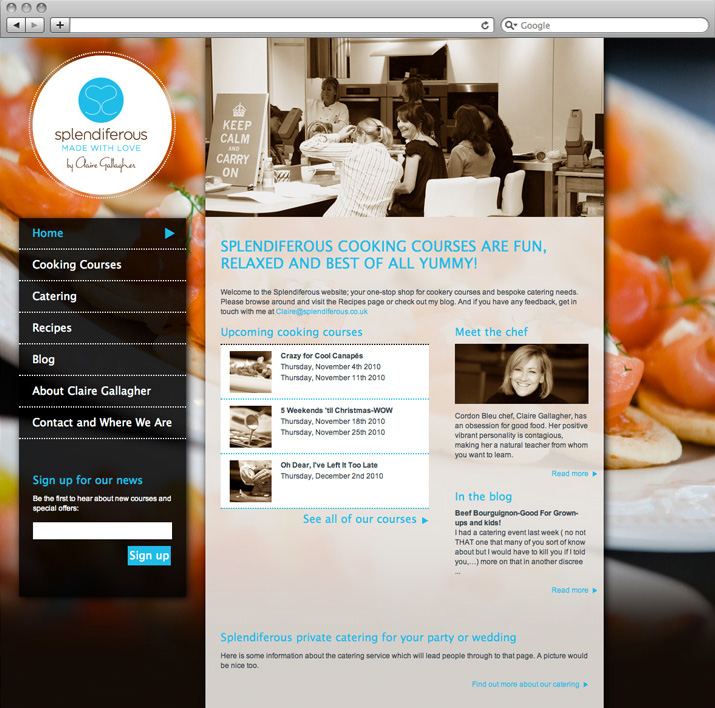 Google
splendiferous
MADE WITH LOVE
by Claire Gallagher
KEEP
CALM
AND
CARRY
ON
Home
Cooking Courses
Catering
Recipes
Blog
About Claire Gallagher
Contact and Where We Are
Sign up for our news
Be the first to hear about new courses and
special offers:
Sign up
SPLENDIFEROUS COOKING COURSES ARE FUN,
RELAXED AND BEST OF ALL YUMMY!
Welcome to the Splendiferous website; your one-stop shop for cookery courses and bespoke catering needs.
Please browse around and visit the Recipes page or check out my blog. And if you have any feedback, get in
touch with me at Claire@splendiferous.co.uk
Upcoming cooking courses
Crazy for Cool Canapés
Thursday, November 4th 2010
Thursday, November 11th 2010
5 Weekends 'til Christmas-WOW
Thursday, November 18th 2010
Thursday, November 25th 2010
Oh Dear, I've Left It Too Late
Thursday, December 2nd 2010
See all of our courses
Meet the chef
Cordon Bleu chef, Claire Gallagher, has
an obsession for good food. Her positive
vibrant personality is contagious,
making her a natural teacher from whom
you want to learn.
Read more
In the blog
Beef Bourguignon-Good For Grown-
ups and kids!
I had a catering event last week ( no not
THAT one that many of you sort of know
about but I would have to kill you if I told
you,…) more on that in another discree
...
Read more
Splendiferous private catering for your party or wedding
Here is some information about the catering service which will lead people through to that page. A picture would
be nice too.
Find out more about our catering